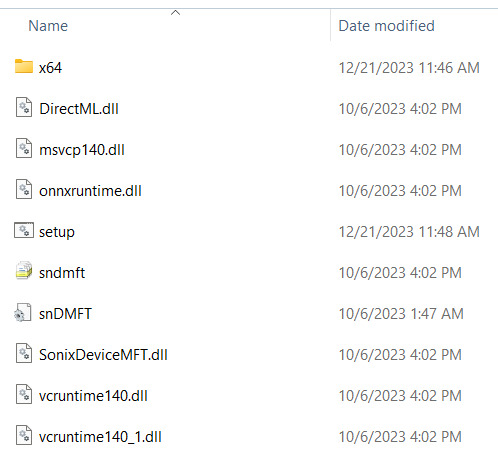 Name Date modified
x64 12/21/2023 11:46 AM
DirectML.dll 10/6/2023 4:02 PM
msvcp140.dll 10/6/2023 4:02 PM
onnxruntime.dll 10/6/2023 4:02 PM
setup 12/21/2023 11:48 AM
sndmft 10/6/2023 4:02 PM
snDMFT 10/6/2023 1:47 AM
SonixDeviceMFT.dll 10/6/2023 4:02 PM
vcruntime140.dll 10/6/2023 4:02 PM
vcruntime140_1.dll 10/6/2023 4:02 PM